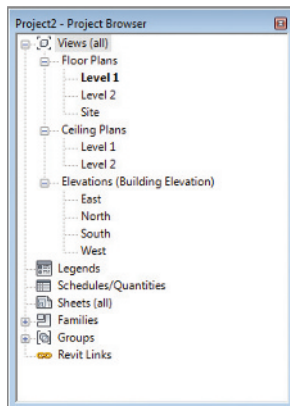 Project2 - Project Browser
Views (all)
Floor Plans
Level 1
Level 2
Site
Ceiling Plans
Level 1
Level 2
Elevations (Building Elevation)
East
North
South
West
Legends
Schedules/Quantities
Sheets (all)
Families
Groups
Revit Links